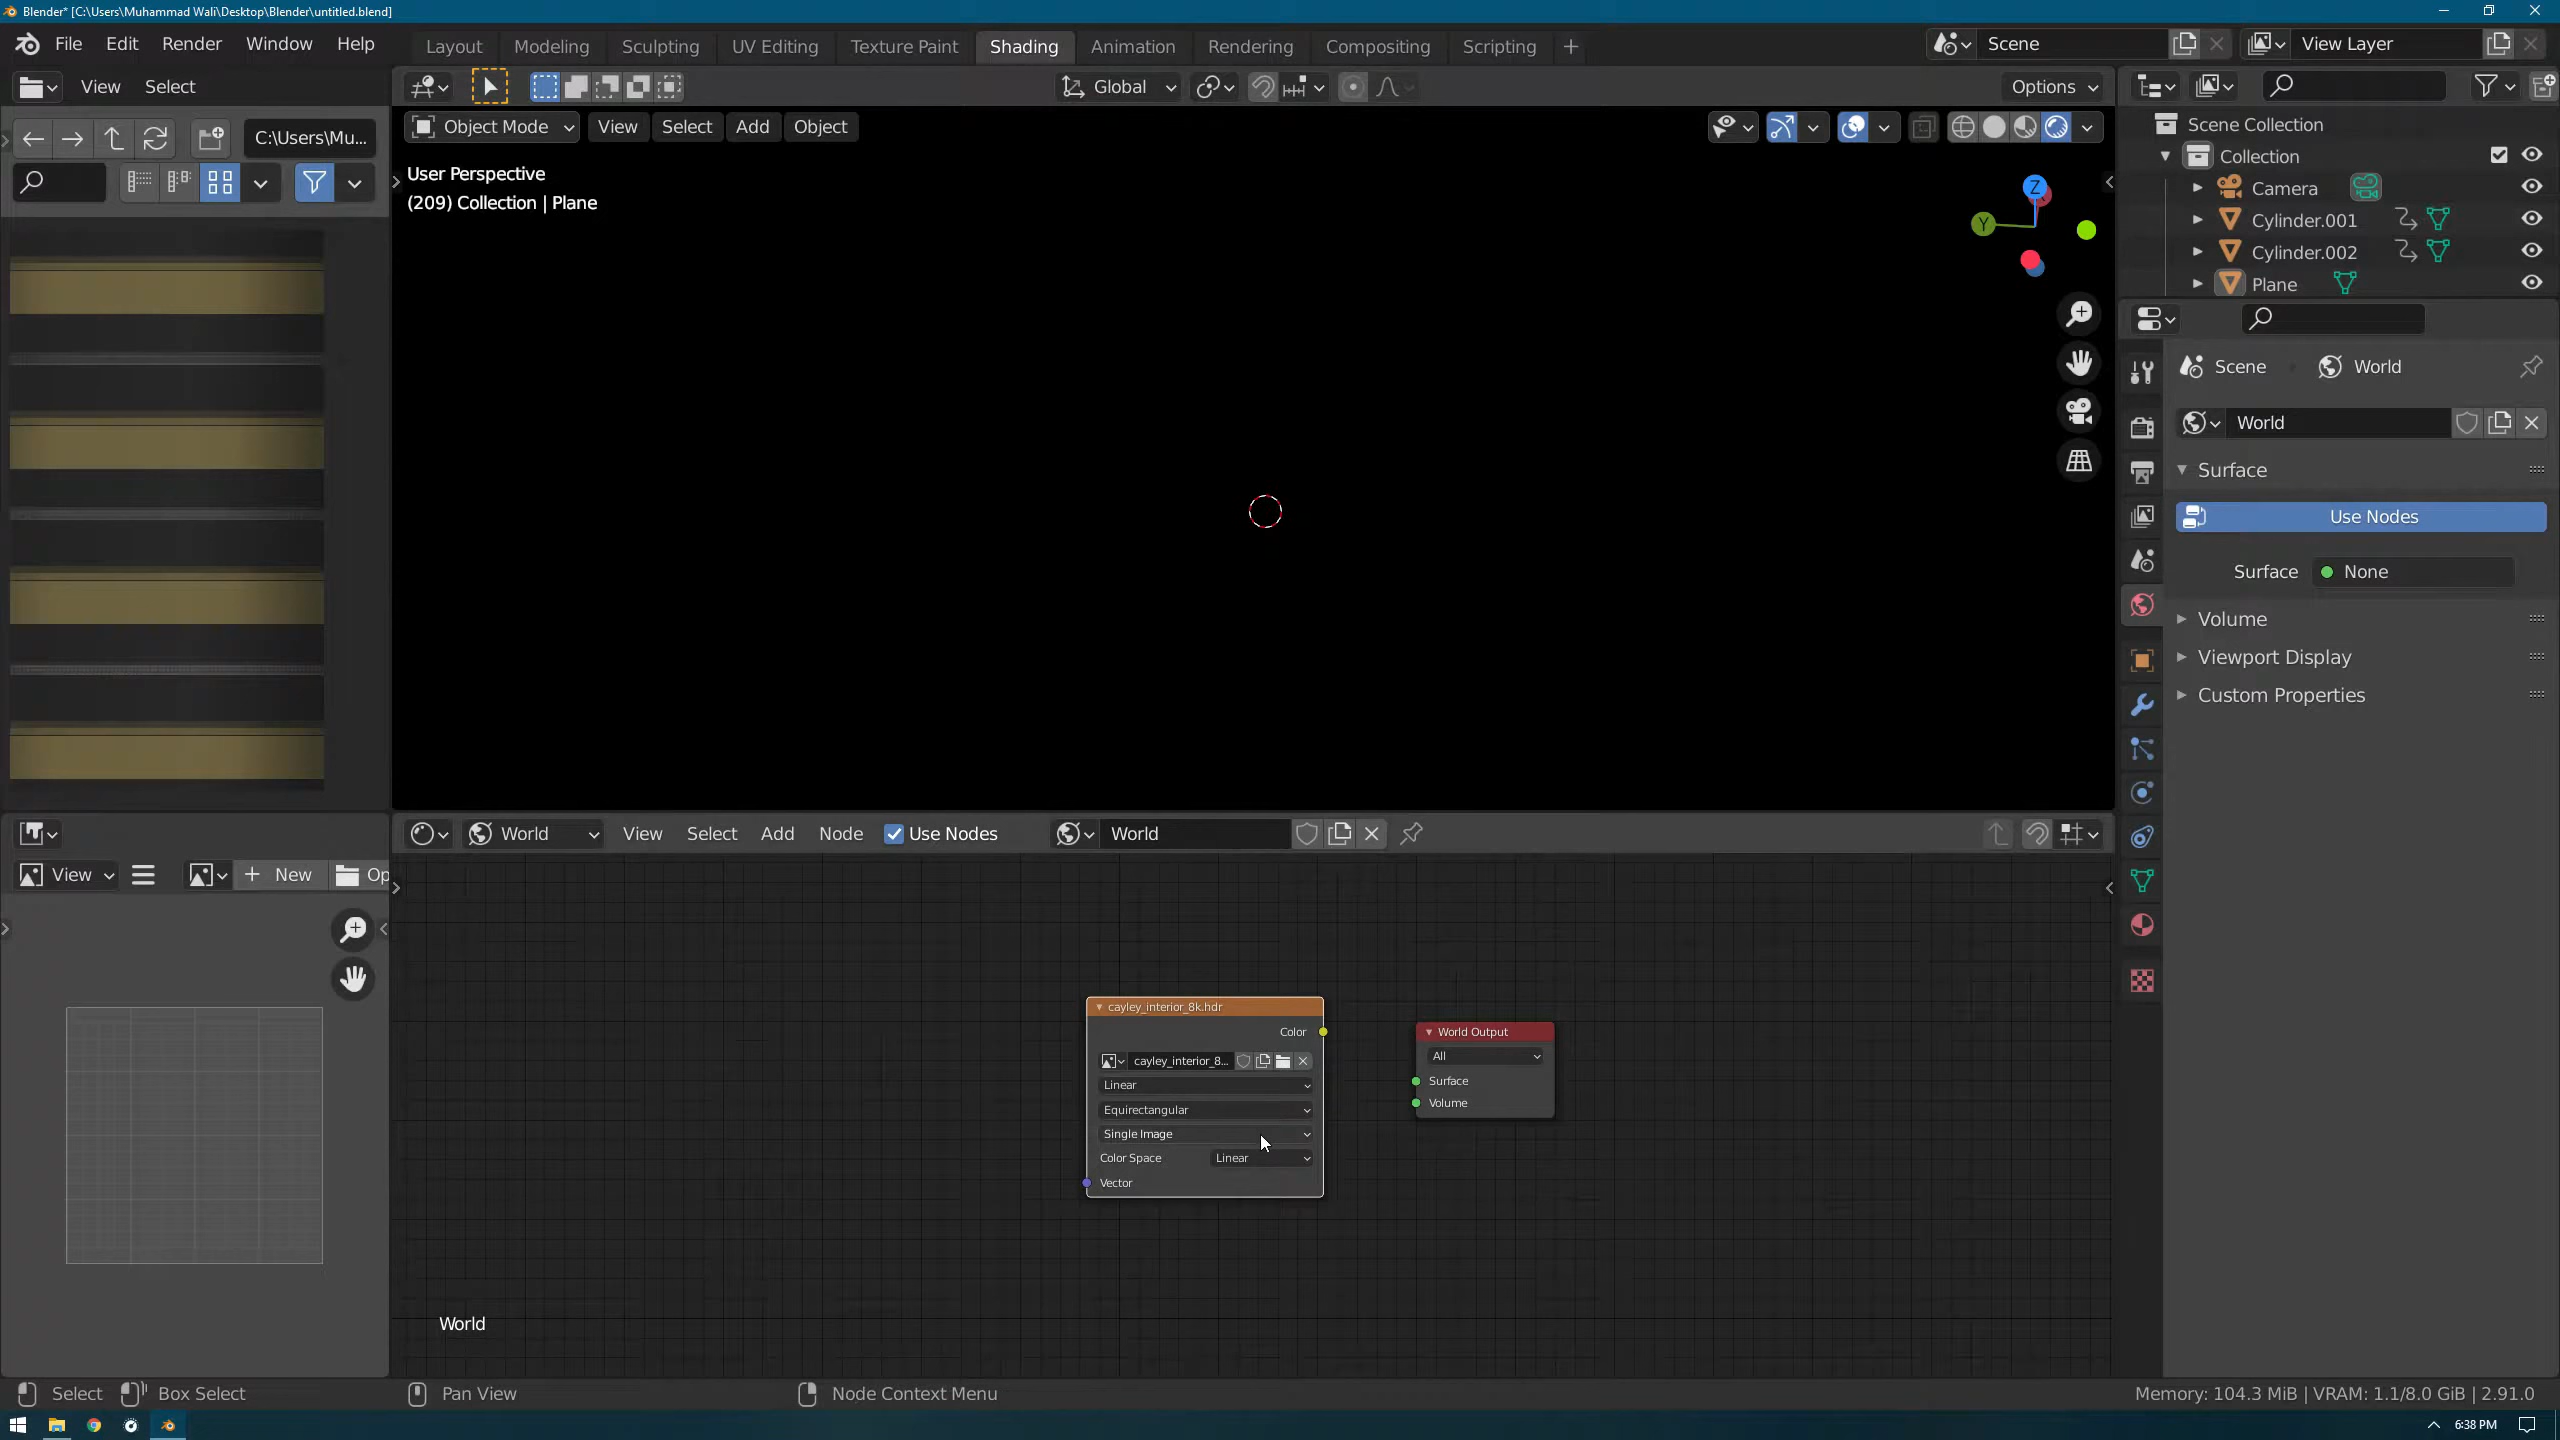 Blender* [C:\Users\Muhammad Wali\Desktop\Blender\untitled.blend]
File Edit Render Window Help
Layout Modeling Sculpting UV Editing Texture Paint Shading Animation Rendering Compositing Scripting +
Scene
View Layer
View Select
Global
Options
C:\Users\Mu...
Object Mode View Select Add Object
User Perspective
(209) Collection | Plane
Z
Y
Scene Collection
Collection
Camera
Cylinder.001
Cylinder.002
Plane
Scene World
World
Surface
Use Nodes
Surface None
Volume
Viewport Display
Custom Properties
World View Select Add Node Use Nodes World
View + New Op
cayley_interior_8k.hdr
Color
cayley_interior_8...
Linear
Equirectangular
Single Image
Color Space Linear
Vector
World Output
All
Surface
Volume
World
Select Box Select Pan View Node Context Menu
Memory: 104.3 MiB | VRAM: 1.1/8.0 GiB | 2.91.0
6:38 PM